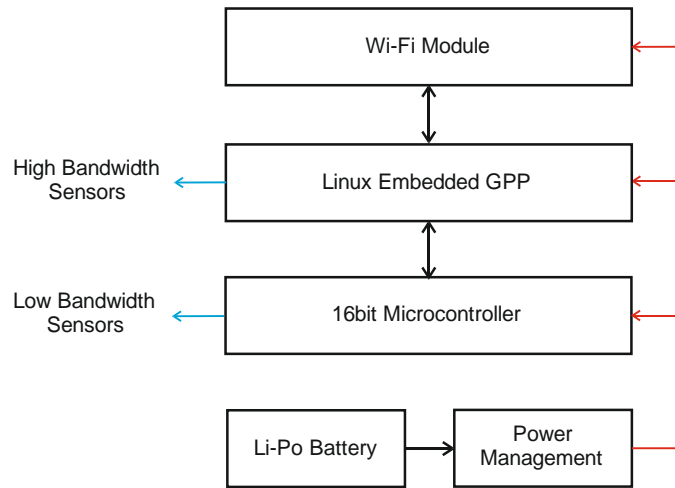 Wi-Fi Module
High Bandwidth
Sensors
Linux Embedded GPP
Low Bandwidth
Sensors
16bit Microcontroller
Li-Po Battery
Power
Management